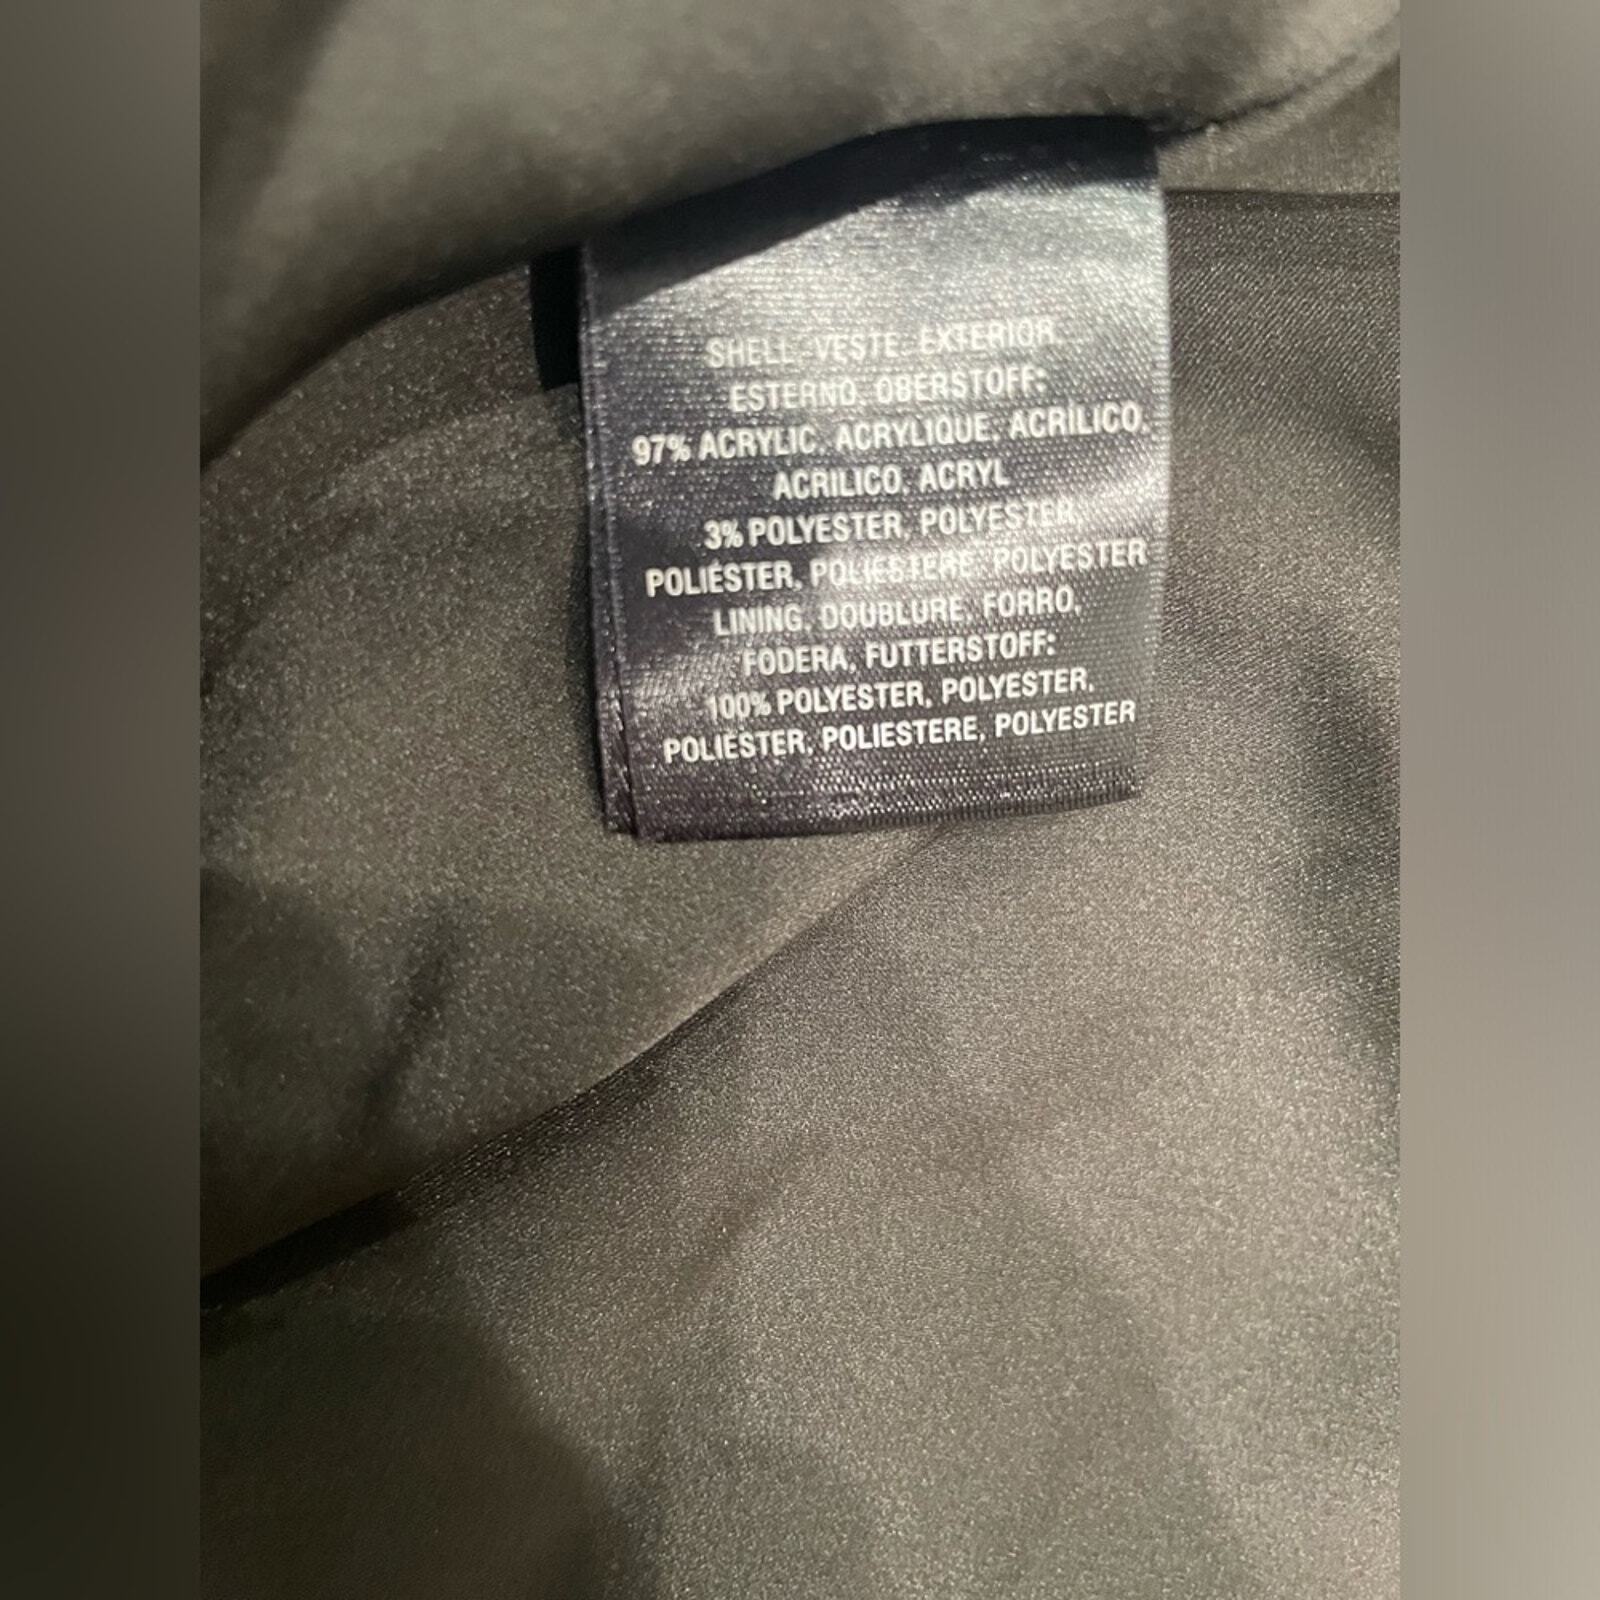 SHELL, VESTE, EXTERIOR,
ESTERNO, OBERSTOFF:
97% ACRYLIC, ACRYLIQUE, ACRÍLICO,
ACRILICO, ACRYL
3% POLYESTER, POLYESTER,
POLIÉSTER, POLIESTERE, POLYESTER
LINING, DOUBLURE, FORRO,
FODERA, FUTTERSTOFF:
100% POLYESTER, POLYESTER,
POLIÉSTER, POLIESTERE, POLYESTER